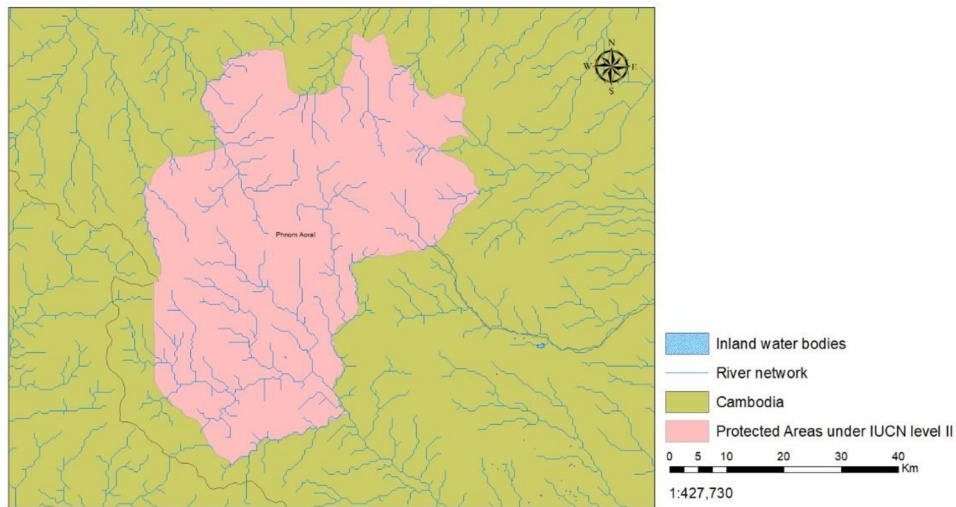 N
W E
S
Phnom Aoral
Inland water bodies
River network
Cambodia
Protected Areas under IUCN level II
0 5 10 20 30 40
Km
1:427,730